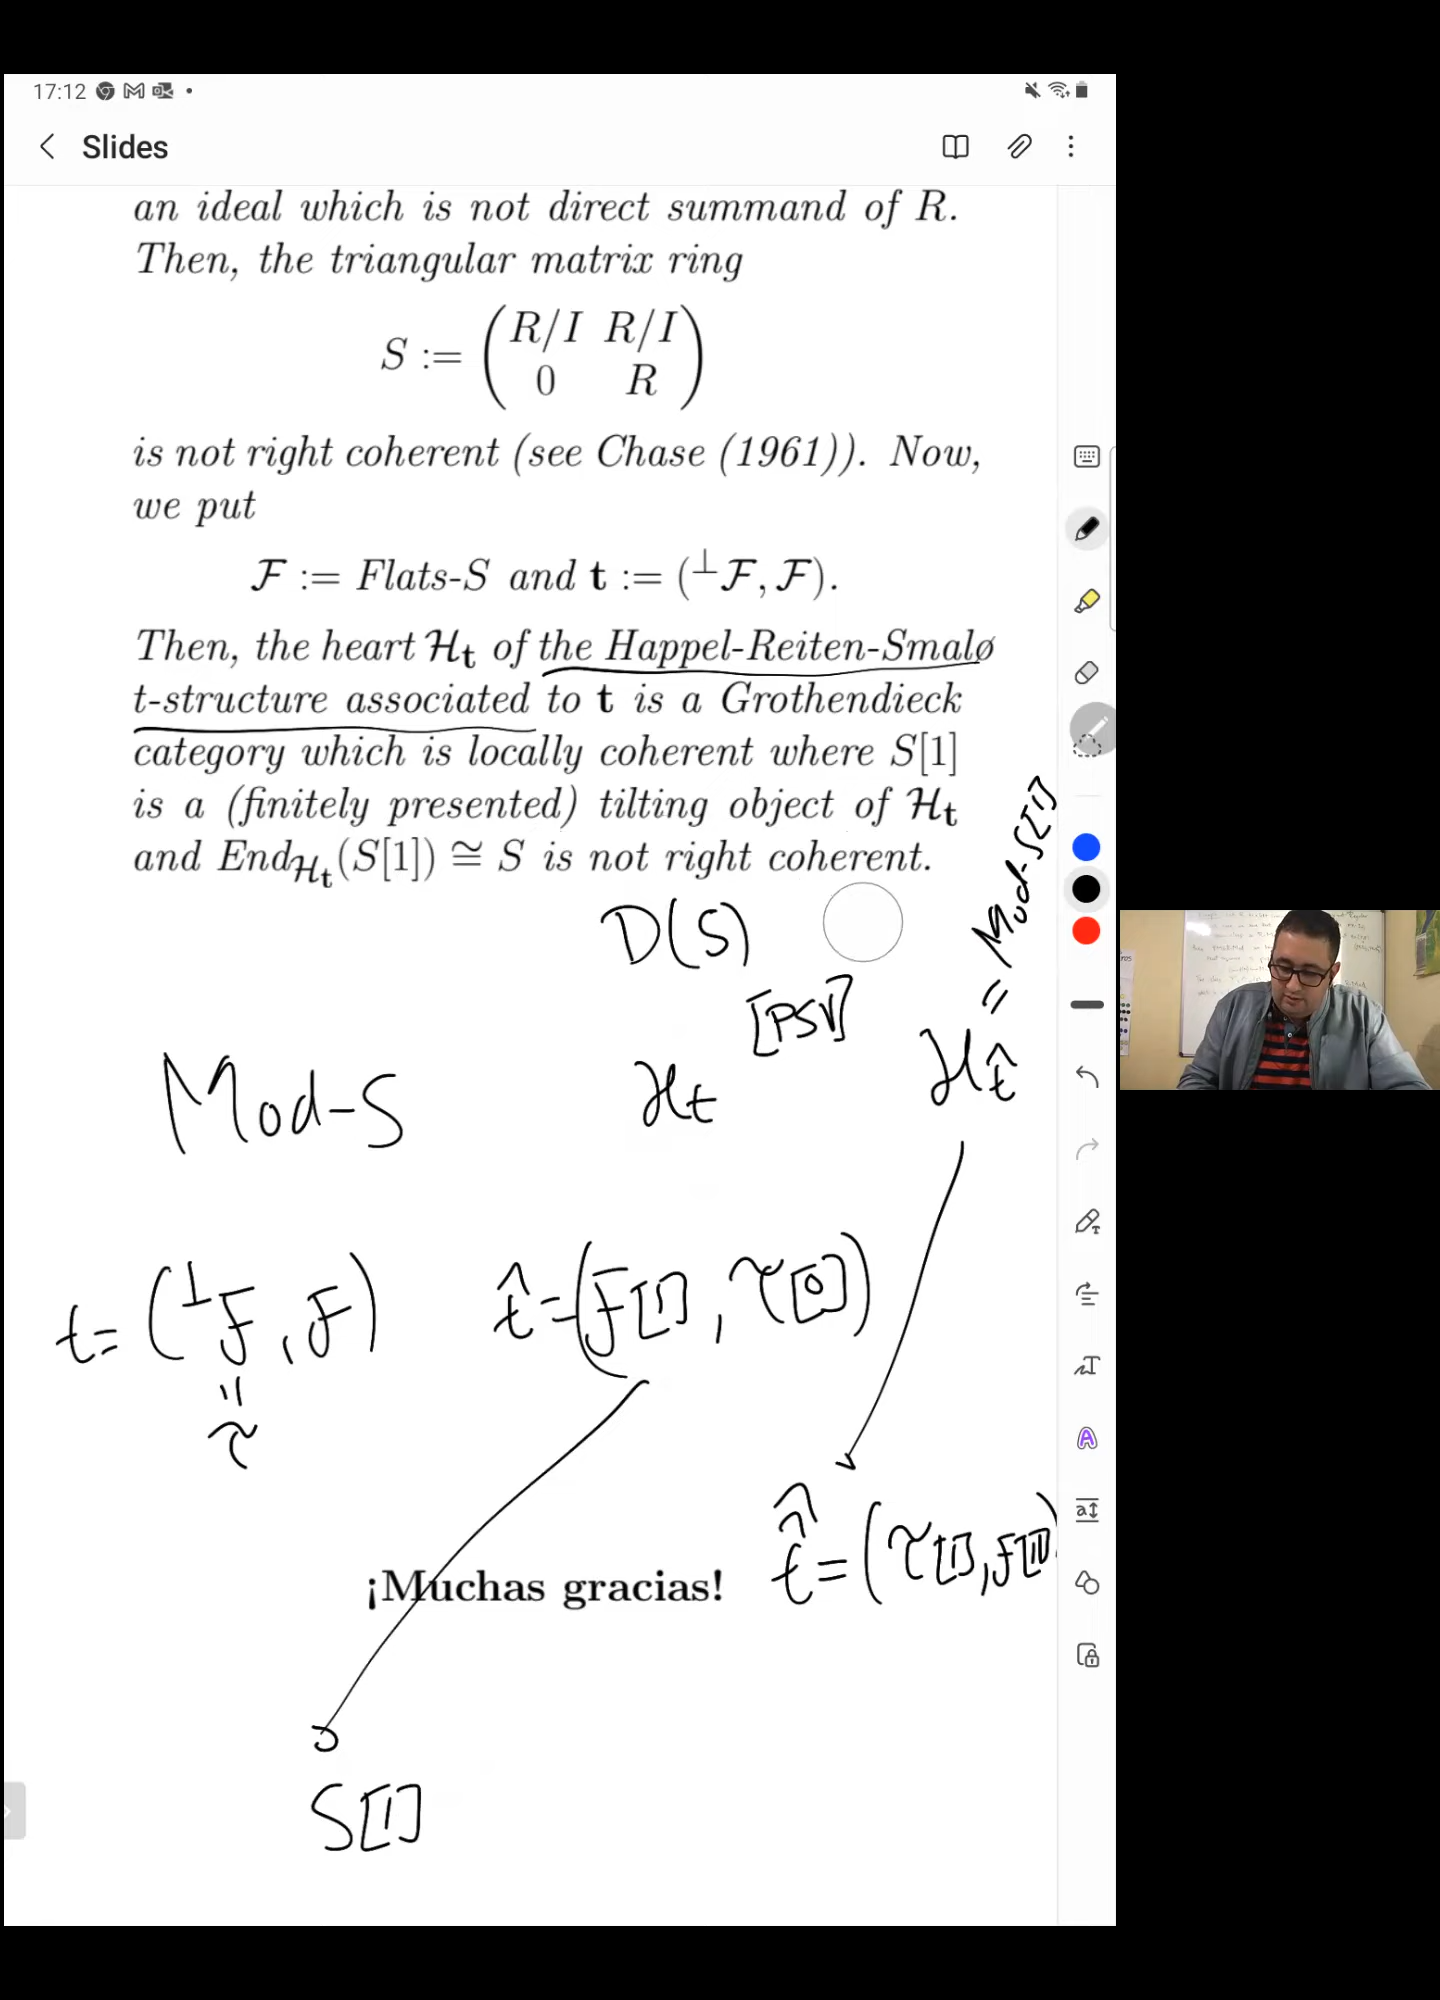 17:12
Slides
an ideal which is not direct summand of R.
Then, the triangular matrix ring
S := (R/I R/I
0 R)
is not right coherent (see Chase (1961)). Now,
we put
ℱ := Flats-S and t := (⊥ℱ, ℱ).
Then, the heart ℋt of the Happel-Reiten-Smalø
t-structure associated to t is a Grothendieck
category which is locally coherent where S[1]
is a (finitely presented) tilting object of ℋt
and Endℋt(S[1]) ≅ S is not right coherent.
D(S)
[PSV]
Mod-S
ℋt
ℋt̂ = Mod-S[1]
t = (⊥F, F)
= τ
t̂ = (F[1], τ[0])
t̂̂ = (τ[1], F[1])
¡Muchas gracias!
S[1]